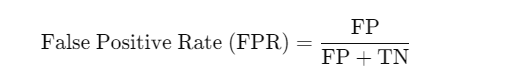 False Positive Rate (FPR) = FP / FP + TN